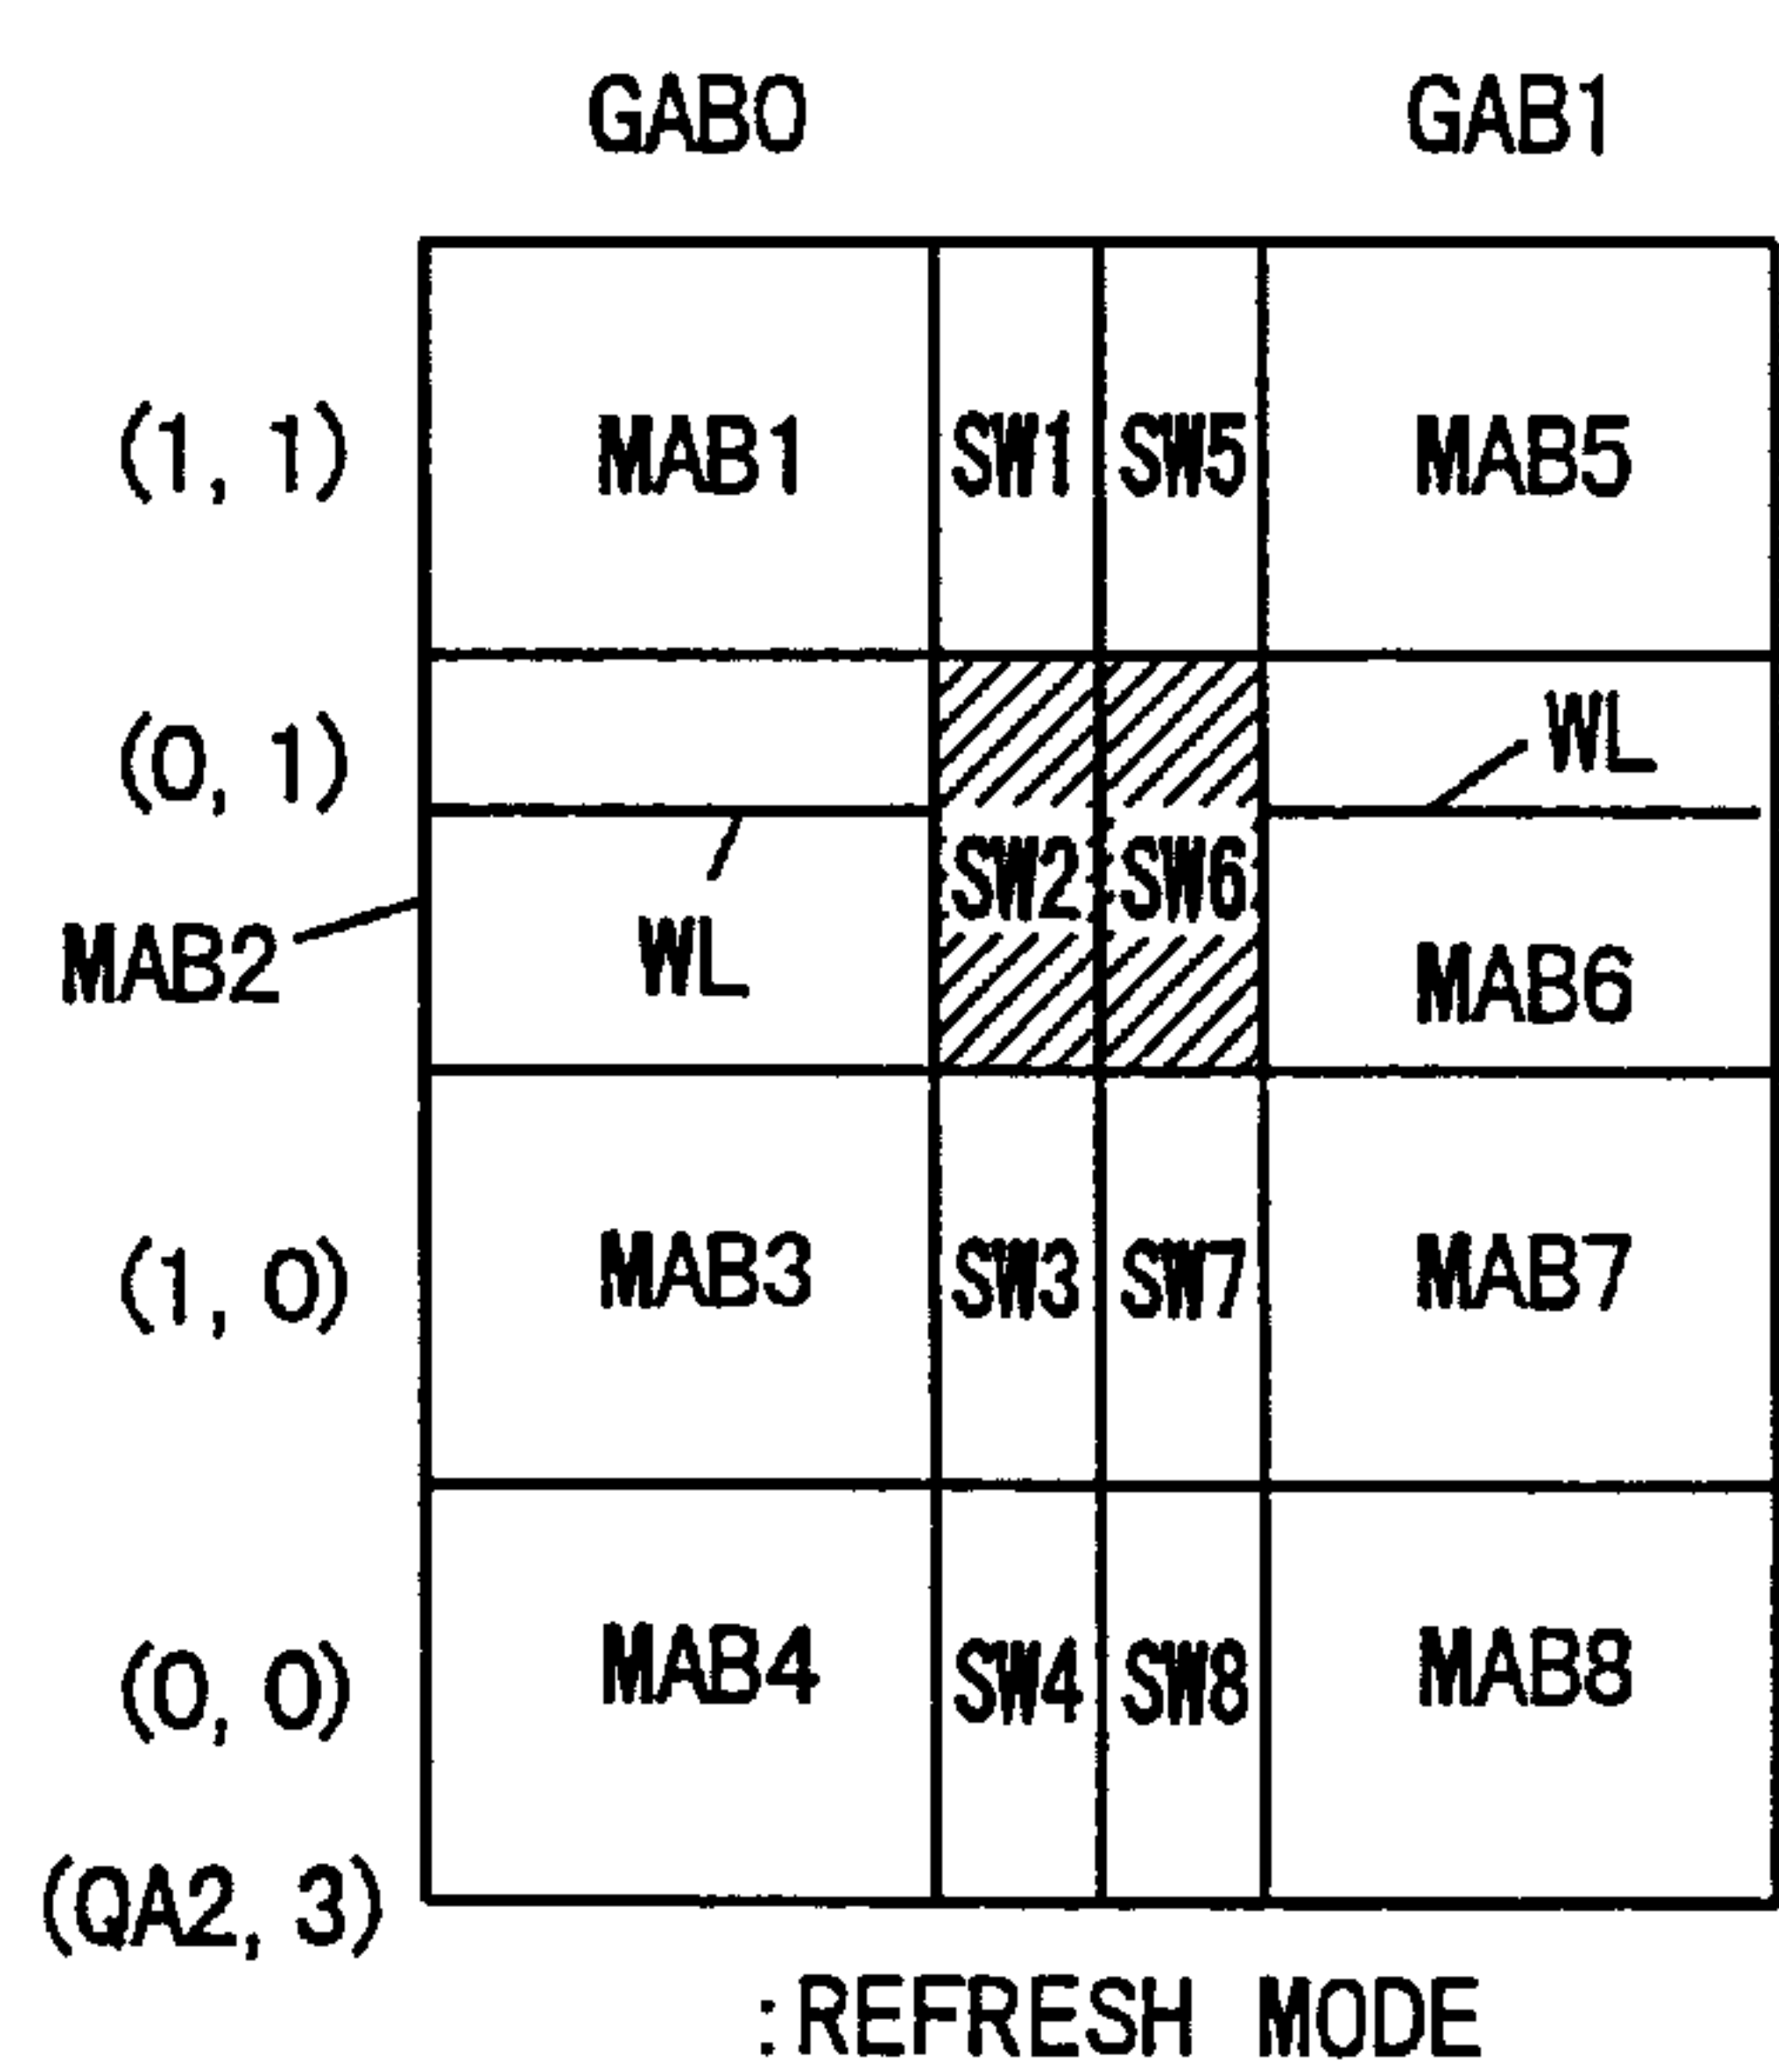 GAB0 GAB1
(1, 1) MAB1 SW1 SW5 MAB5
(0, 1) WL
SW2 SW6
MAB2 WL MAB6
(1, 0) MAB3 SW3 SW7 MAB7
(0, 0) MAB4 SW4 SW8 MAB8
(QA2, 3)
:REFRESH MODE